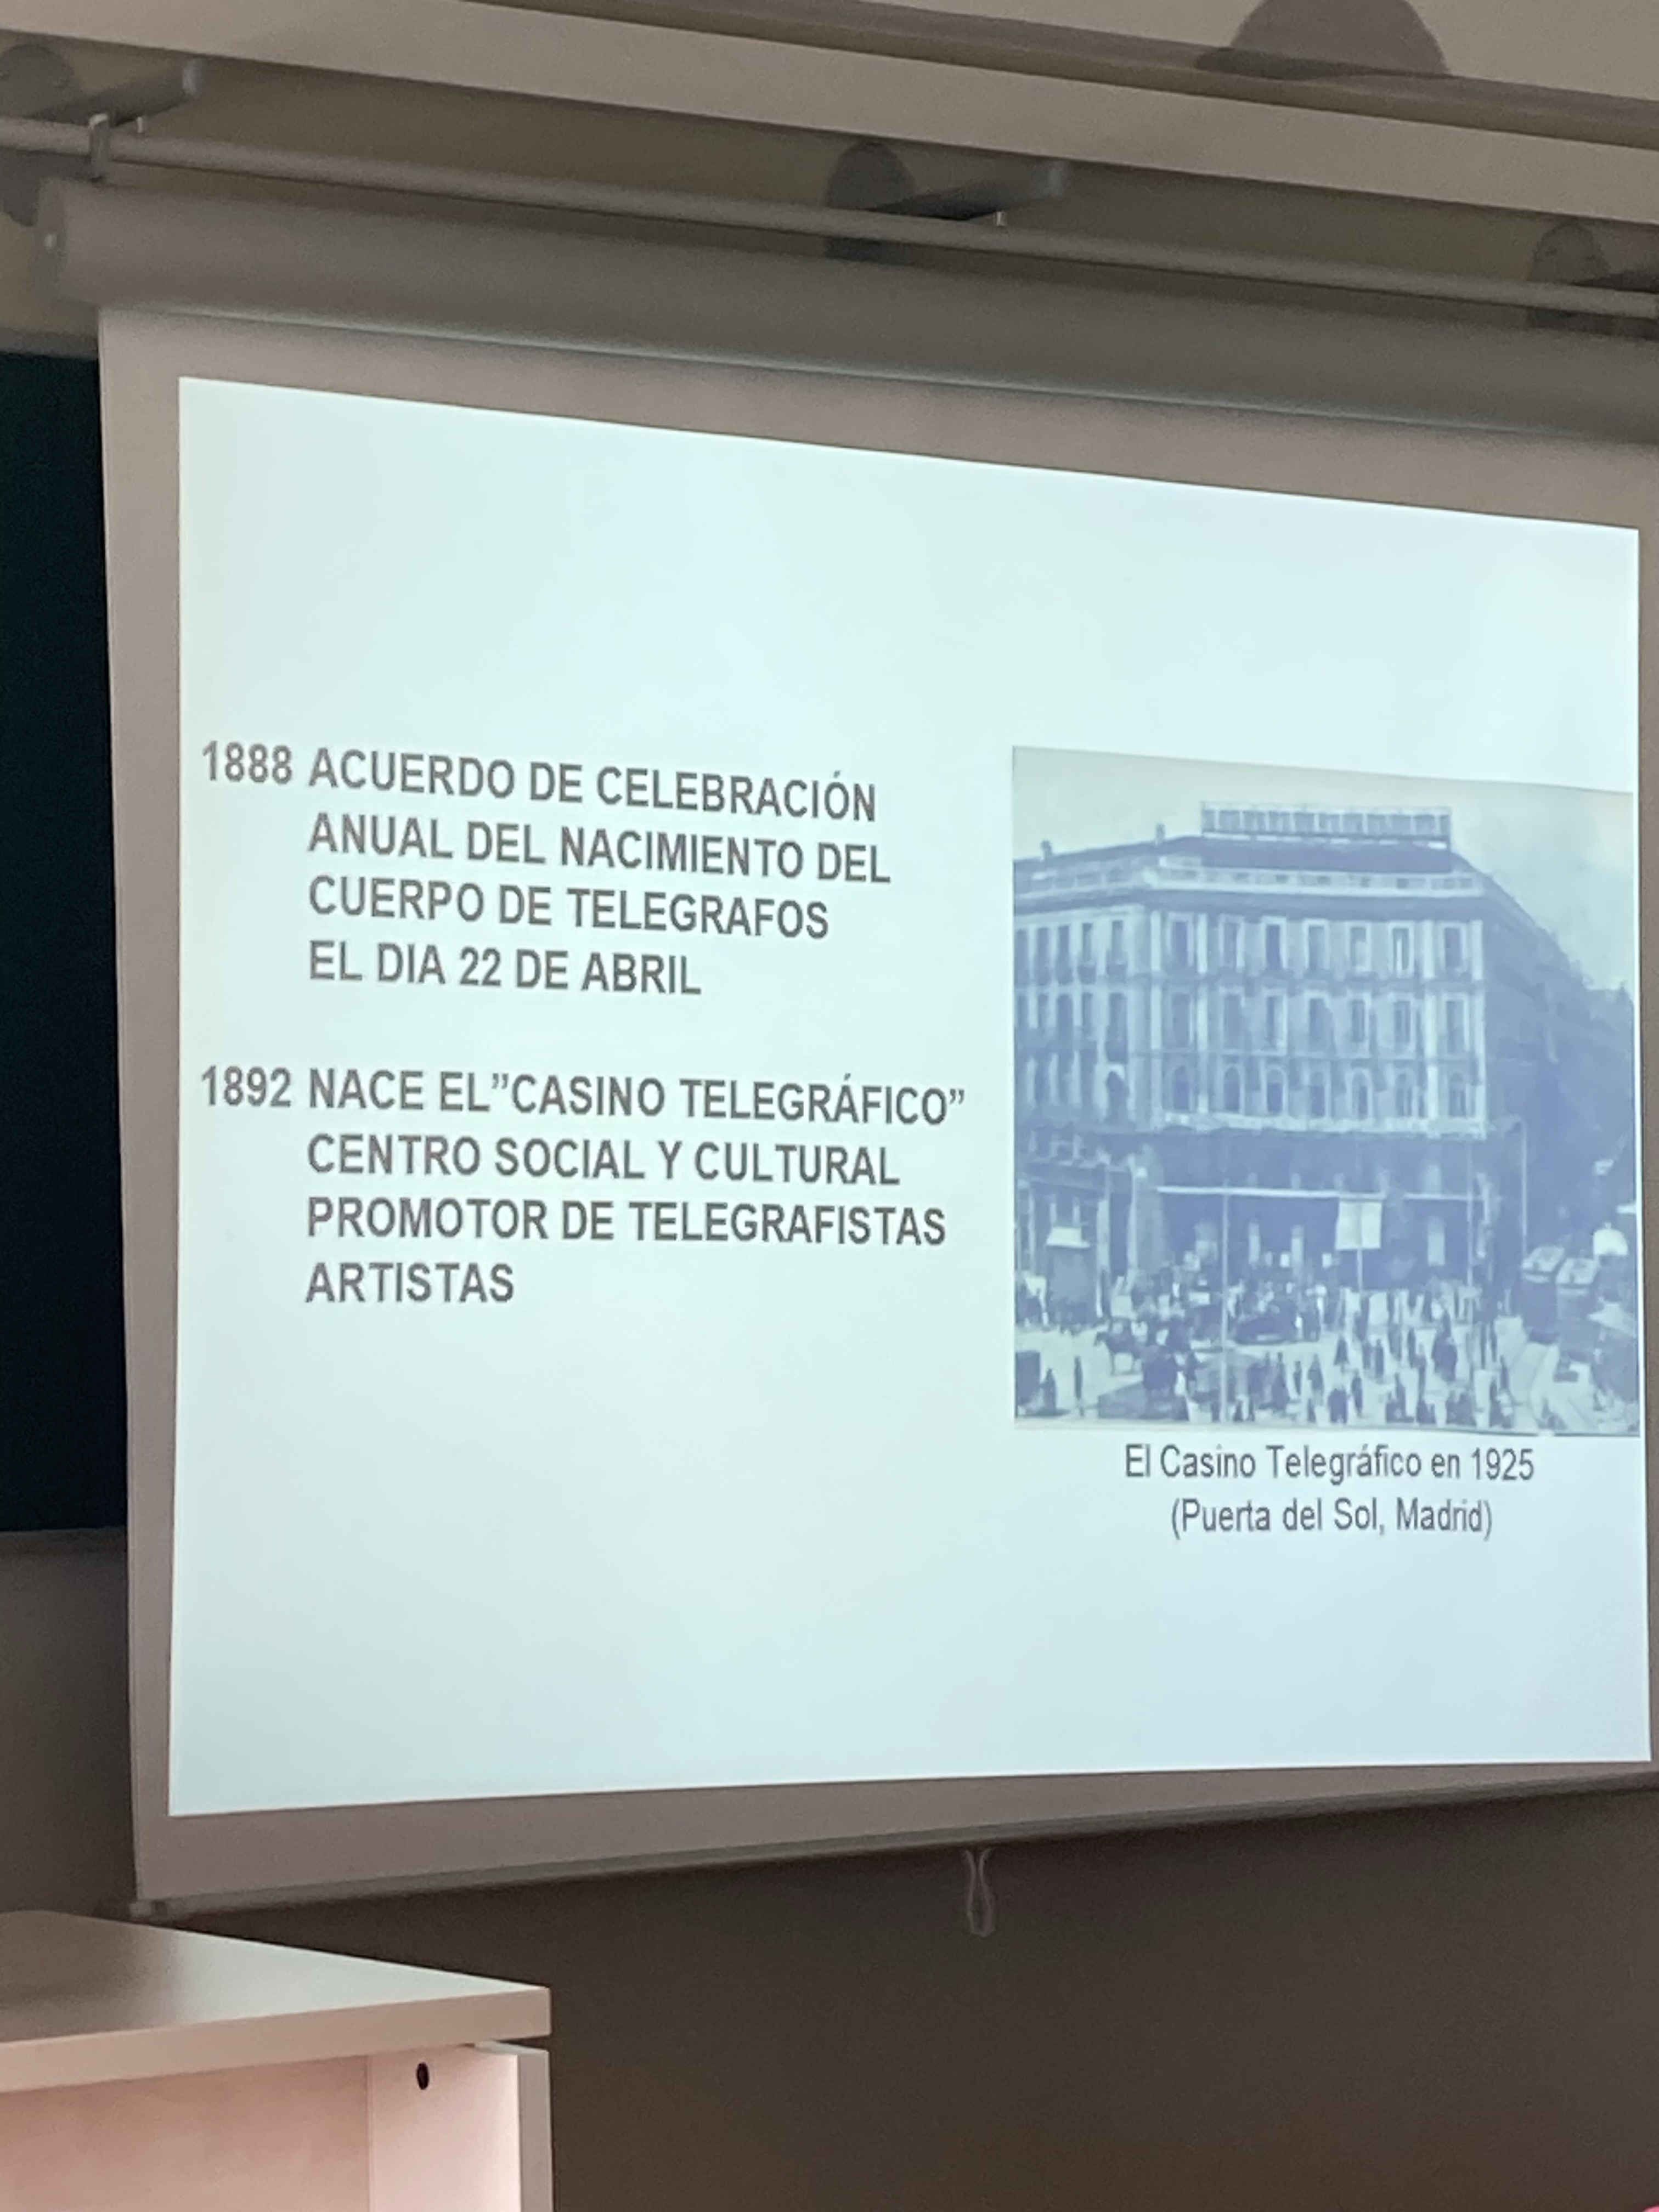 1888 ACUERDO DE CELEBRACIÓN
ANUAL DEL NACIMIENTO DEL
CUERPO DE TELEGRAFOS
EL DIA 22 DE ABRIL
1892 NACE EL"CASINO TELEGRÁFICO"
CENTRO SOCIAL Y CULTURAL
PROMOTOR DE TELEGRAFISTAS
ARTISTAS
El Casino Telegráfico en 1925
(Puerta del Sol, Madrid)